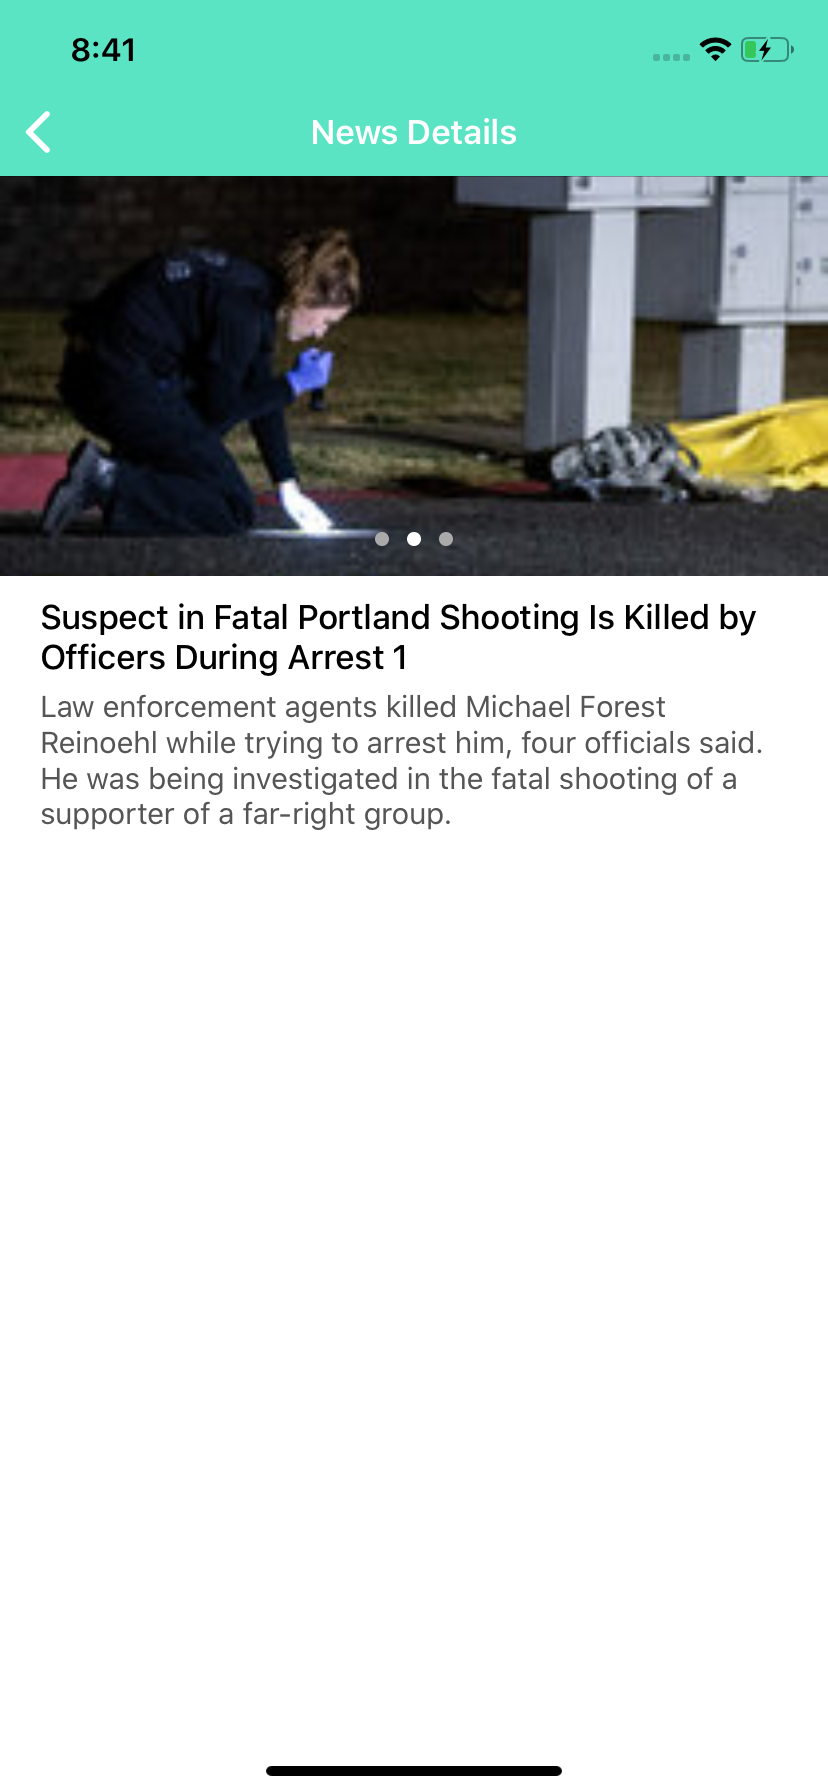 8:41
News Details
Suspect in Fatal Portland Shooting Is Killed by
Officers During Arrest 1
Law enforcement agents killed Michael Forest
Reinoehl while trying to arrest him, four officials said.
He was being investigated in the fatal shooting of a
supporter of a far-right group.